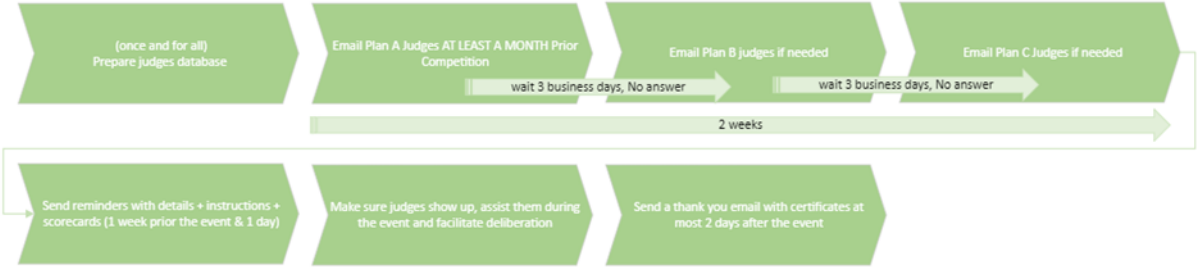 (once and for all)
Prepare judges database
Email Plan A Judges AT LEAST A MONTH Prior
Competition
Email Plan B judges if needed
Email Plan C Judges if needed
wait 3 business days, No answer
wait 3 business days, No answer
2 weeks
Send reminders with details + instructions +
scorecards (1 week prior the event & 1 day)
Make sure judges show up, assist them during
the event and facilitate deliberation
Send a thank you email with certificates at
most 2 days after the event